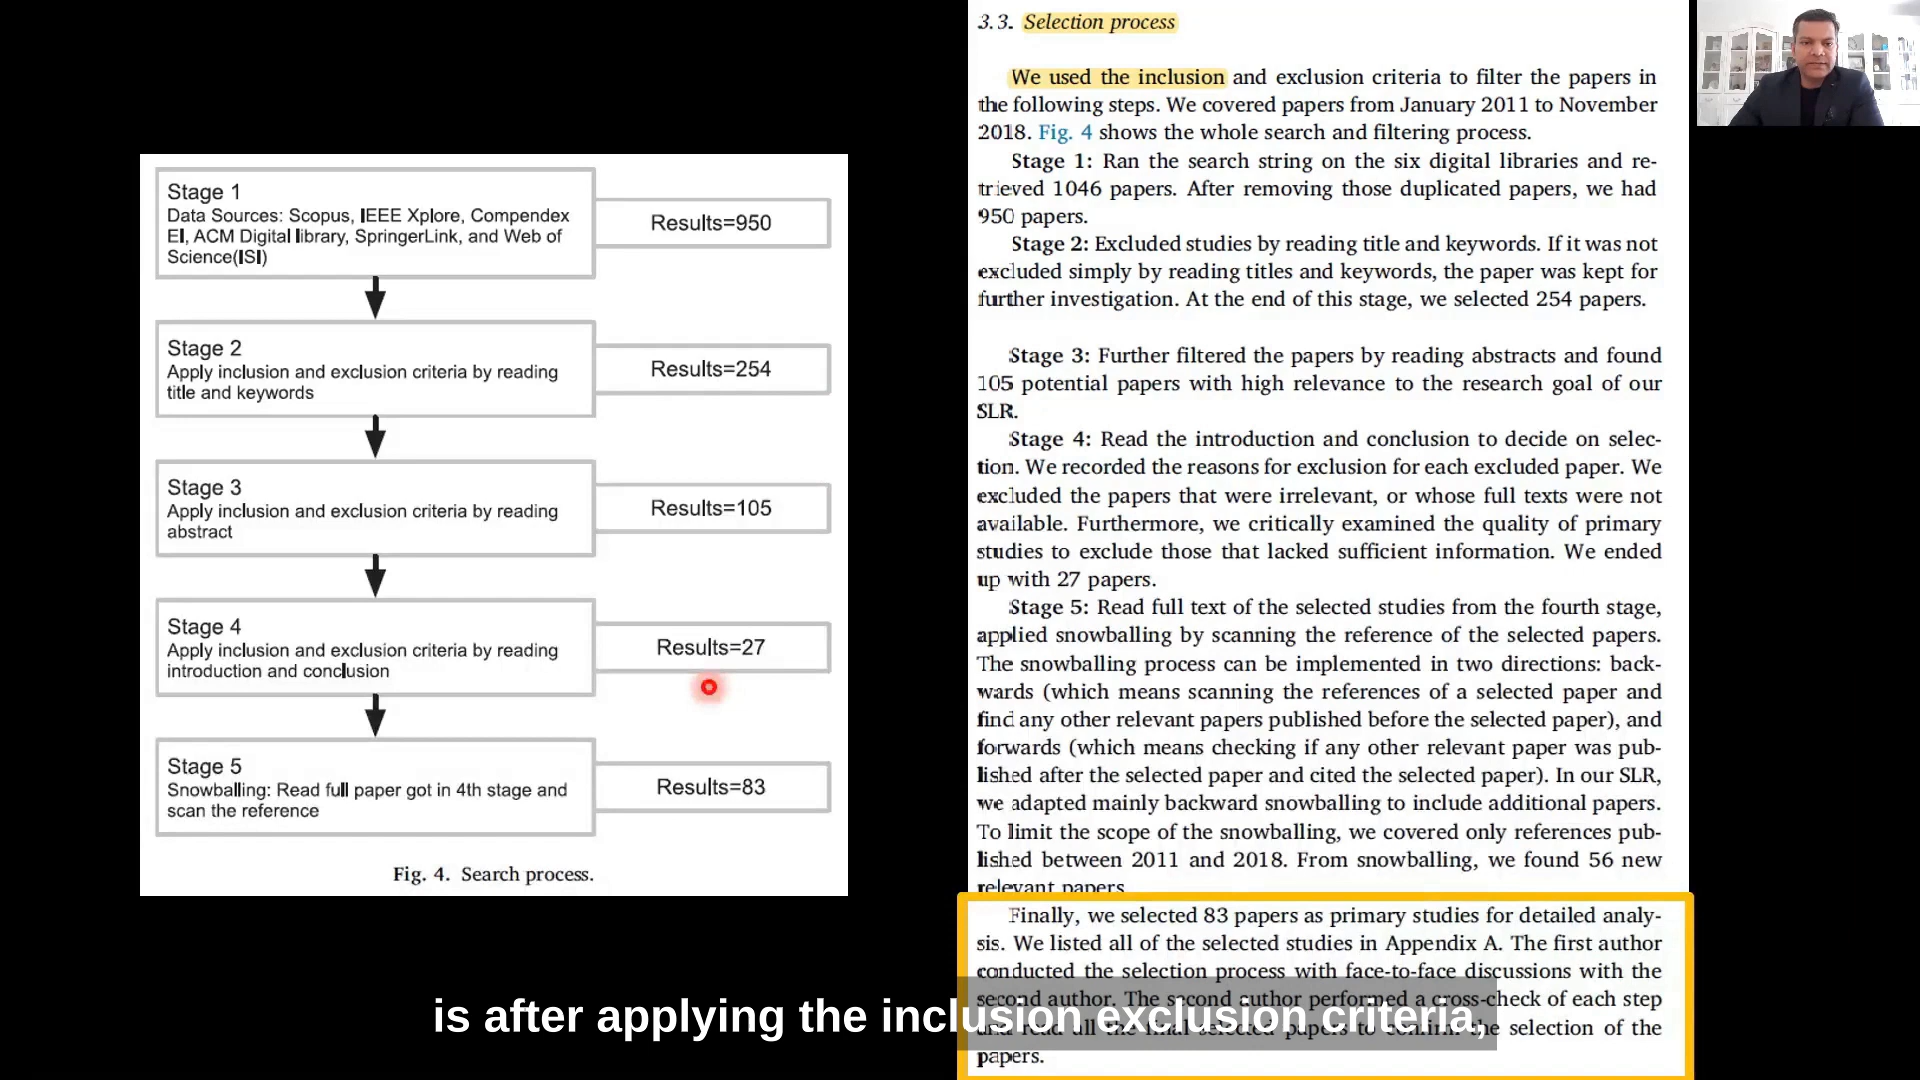 Stage 1
Data Sources: Scopus, IEEE Xplore, Compendex
EI, ACM Digital library, SpringerLink, and Web of
Science(ISI)
Results=950
Stage 2
Apply inclusion and exclusion criteria by reading
title and keywords
Results=254
Stage 3
Apply inclusion and exclusion criteria by reading
abstract
Results=105
Stage 4
Apply inclusion and exclusion criteria by reading
introduction and conclusion
Results=27
Stage 5
Snowballing: Read full paper got in 4th stage and
scan the reference
Results=83
Fig. 4. Search process.
3.3. Selection process
We used the inclusion and exclusion criteria to filter the papers in
the following steps. We covered papers from January 2011 to November
2018. Fig. 4 shows the whole search and filtering process.
Stage 1: Ran the search string on the six digital libraries and re-
trieved 1046 papers. After removing those duplicated papers, we had
950 papers.
Stage 2: Excluded studies by reading title and keywords. If it was not
excluded simply by reading titles and keywords, the paper was kept for
further investigation. At the end of this stage, we selected 254 papers.
Stage 3: Further filtered the papers by reading abstracts and found
105 potential papers with high relevance to the research goal of our
SLR.
Stage 4: Read the introduction and conclusion to decide on selec-
tion. We recorded the reasons for exclusion for each excluded paper. We
excluded the papers that were irrelevant, or whose full texts were not
available. Furthermore, we critically examined the quality of primary
studies to exclude those that lacked sufficient information. We ended
up with 27 papers.
Stage 5: Read full text of the selected studies from the fourth stage,
applied snowballing by scanning the reference of the selected papers.
The snowballing process can be implemented in two directions: back-
wards (which means scanning the references of a selected paper and
find any other relevant papers published before the selected paper), and
forwards (which means checking if any other relevant paper was pub-
lished after the selected paper and cited the selected paper). In our SLR,
we adapted mainly backward snowballing to include additional papers.
To limit the scope of the snowballing, we covered only references pub-
lished between 2011 and 2018. From snowballing, we found 56 new
relevant papers.
Finally, we selected 83 papers as primary studies for detailed analy-
sis. We listed all of the selected studies in Appendix A. The first author
conducted the selection process with face-to-face discussions with the
second author. The second author performed a cross-check of each step
and read all the final selected papers to confirm the selection of the
papers.
is after applying the inclusion exclusion criteria,